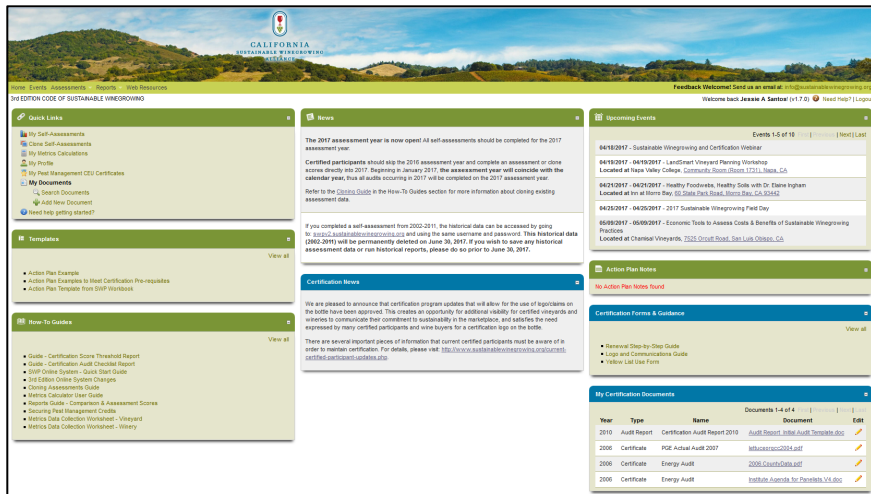 CALIFORNIA
SUSTAINABLE WINEGROWING
ALLIANCE
Home Events Assessments Reports Web Resources
Feedback Welcome! Send us an email at: info@sustainablewinegrowing.org
3rd EDITION CODE OF SUSTAINABLE WINEGROWING
Welcome back Jessie A Santos! (v1.7.0) Need Help? | Logout
Quick Links
My Self-Assessments
Clone Self-Assessments
My Metrics Calculations
My Profile
My Pest Management CEU Certificates
My Documents
Search Documents
Add New Document
Need help getting started?
Templates
View all
Action Plan Example
Action Plan Examples to Meet Certification Pre-requisites
Action Plan Template from SWP Workbook
How-To Guides
View all
Guide - Certification Score Threshold Report
Guide - Certification Audit Checklist Report
SWP Online System - Quick Start Guide
3rd Edition Online System Changes
Cloning Assessments Guide
Metrics Calculator User Guide
Reports Guide - Comparison & Assessment Scores
Securing Pest Management Credits
Metrics Data Collection Worksheet - Vineyard
Metrics Data Collection Worksheet - Winery
News
The 2017 assessment year is now open! All self-assessments should be completed for the 2017
assessment year.
Certified participants should skip the 2016 assessment year and complete an assessment or clone
scores directly into 2017. Beginning in January 2017, the assessment year will coincide with the
calendar year, thus all audits occurring in 2017 will be completed on the 2017 assessment year.
Refer to the Cloning Guide in the How-To Guides section for more information about cloning existing
assessment data.
If you completed a self-assessment from 2002-2011, the historical data can be accessed by going
to: swpv2.sustainablewinegrowing.org and using the same username and password. This historical data
(2002-2011) will be permanently deleted on June 30, 2017. If you wish to save any historical
assessment data or run historical reports, please do so prior to June 30, 2017.
Certification News
We are pleased to announce that certification program updates that will allow for the use of logo/claims on
the bottle have been approved. This creates an opportunity for additional visibility for certified vineyards and
wineries to communicate their commitment to sustainability in the marketplace, and satisfies the need
expressed by many certified participants and wine buyers for a certification logo on the bottle.
There are several important pieces of information that current certified participants must be aware of in
order to maintain certification. For details, please visit: http://www.sustainablewinegrowing.org/current-
certified-participant-updates.php.
Upcoming Events
Events 1-5 of 10 First | Previous | Next | Last
04/18/2017 - Sustainable Winegrowing and Certification Webinar
04/19/2017 - 04/19/2017 - LandSmart Vineyard Planning Workshop
Located at Napa Valley College, Community Room (Room 1731), Napa, CA
04/21/2017 - 04/21/2017 - Healthy Foodwebs, Healthy Soils with Dr. Elaine Ingham
Located at Inn at Morro Bay, 60 State Park Road, Morro Bay, CA 93442
04/25/2017 - 04/25/2017 - 2017 Sustainable Winegrowing Field Day
05/09/2017 - 05/09/2017 - Economic Tools to Assess Costs & Benefits of Sustainable Winegrowing
Practices
Located at Chamisal Vineyards, 7525 Orcutt Road, San Luis Obispo, CA
Action Plan Notes
No Action Plan Notes found
Certification Forms & Guidance
View all
Renewal Step-by-Step Guide
Logo and Communications Guide
Yellow List Use Form
My Certification Documents
Documents 1-4 of 4 First | Previous | Next | Last
Year Type Name Document Edit
2010 Audit Report Certification Audit Report 2010 Audit Report Initial Audit Template.doc
2006 Certificate PGE Actual Audit 2007 lettuceprocc2004.pdf
2006 Certificate Energy Audit 2006 CountyData.pdf
2006 Certificate Energy Audit Institute Agenda for Panelists.V4.doc